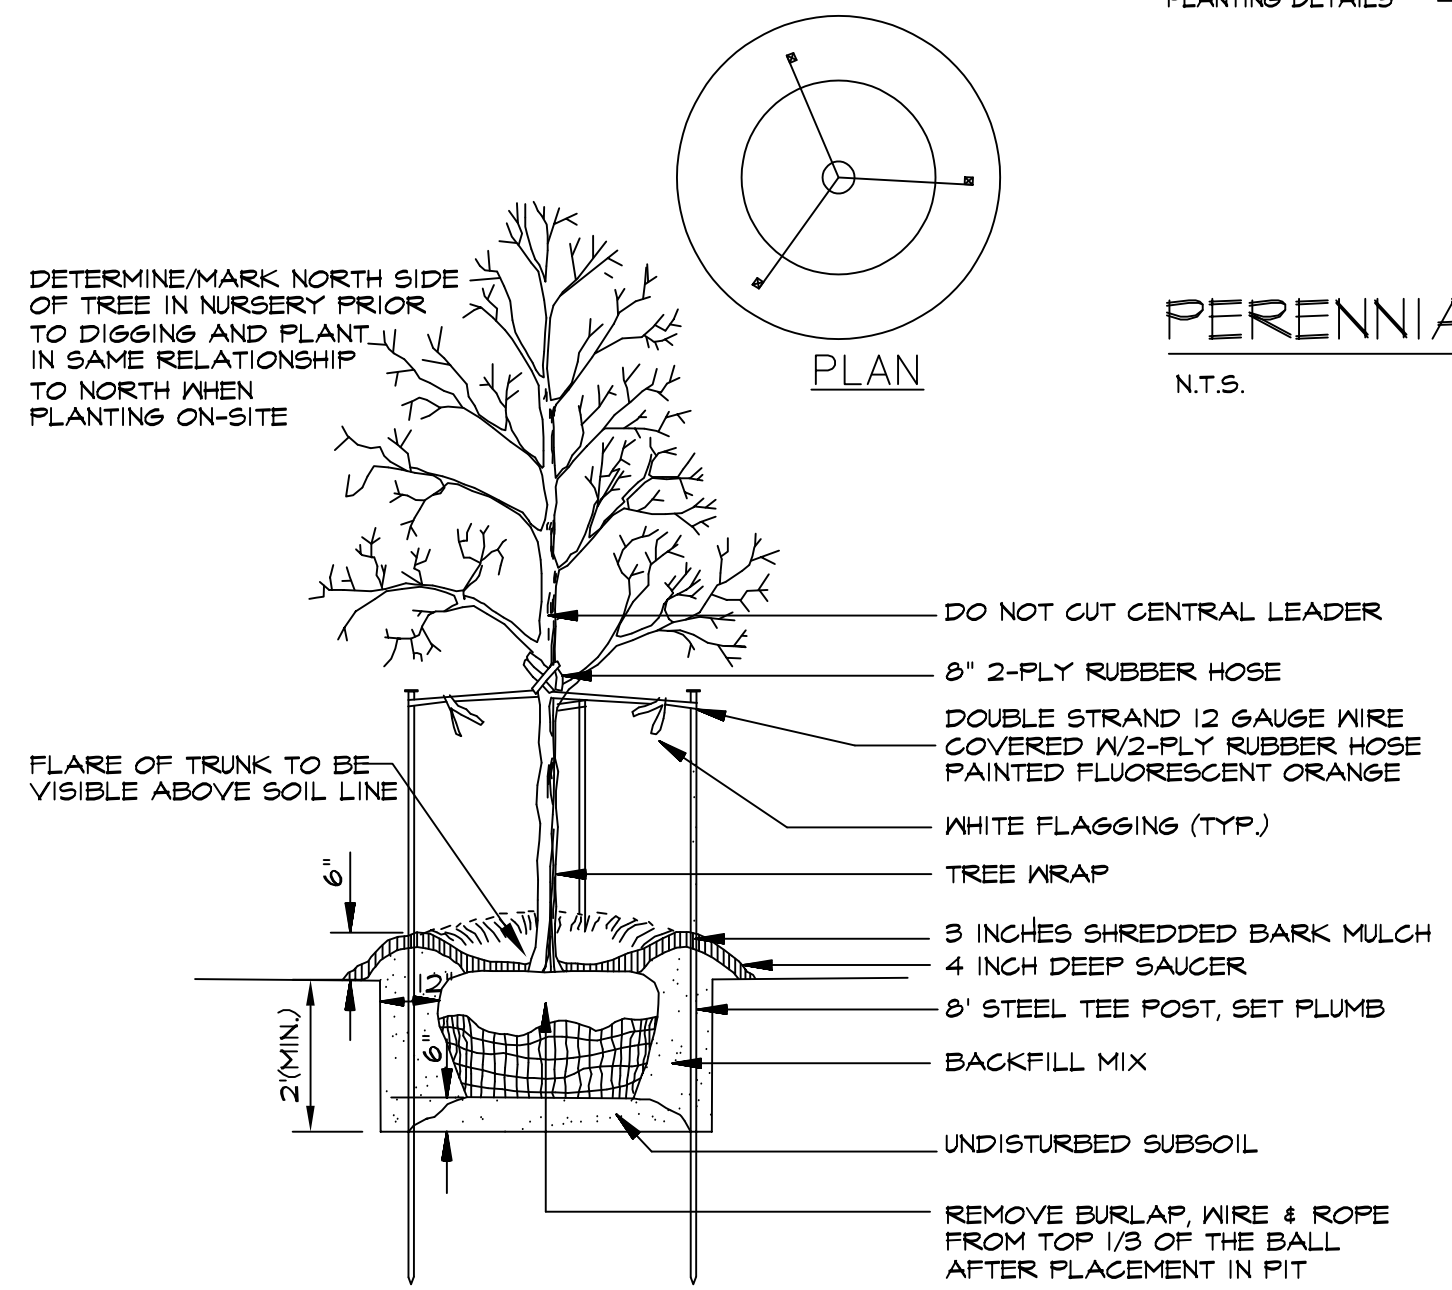 PLANTING DETAILS
PLAN
DETERMINE/MARK NORTH SIDE
OF TREE IN NURSERY PRIOR
TO DIGGING AND PLANT
IN SAME RELATIONSHIP
TO NORTH WHEN
PLANTING ON-SITE
N.T.S.
DO NOT CUT CENTRAL LEADER
8" 2-PLY RUBBER HOSE
DOUBLE STRAND 12 GAUGE WIRE
COVERED W/2-PLY RUBBER HOSE
PAINTED FLUORESCENT ORANGE
FLARE OF TRUNK TO BE
VISIBLE ABOVE SOIL LINE
WHITE FLAGGING (TYP.)
TREE WRAP
6"
3 INCHES SHREDDED BARK MULCH
4 INCH DEEP SAUCER
12"
8' STEEL TEE POST, SET PLUMB
2'(MIN.)
6"
BACKFILL MIX
UNDISTURBED SUBSOIL
REMOVE BURLAP, WIRE & ROPE
FROM TOP 1/3 OF THE BALL
AFTER PLACEMENT IN PIT